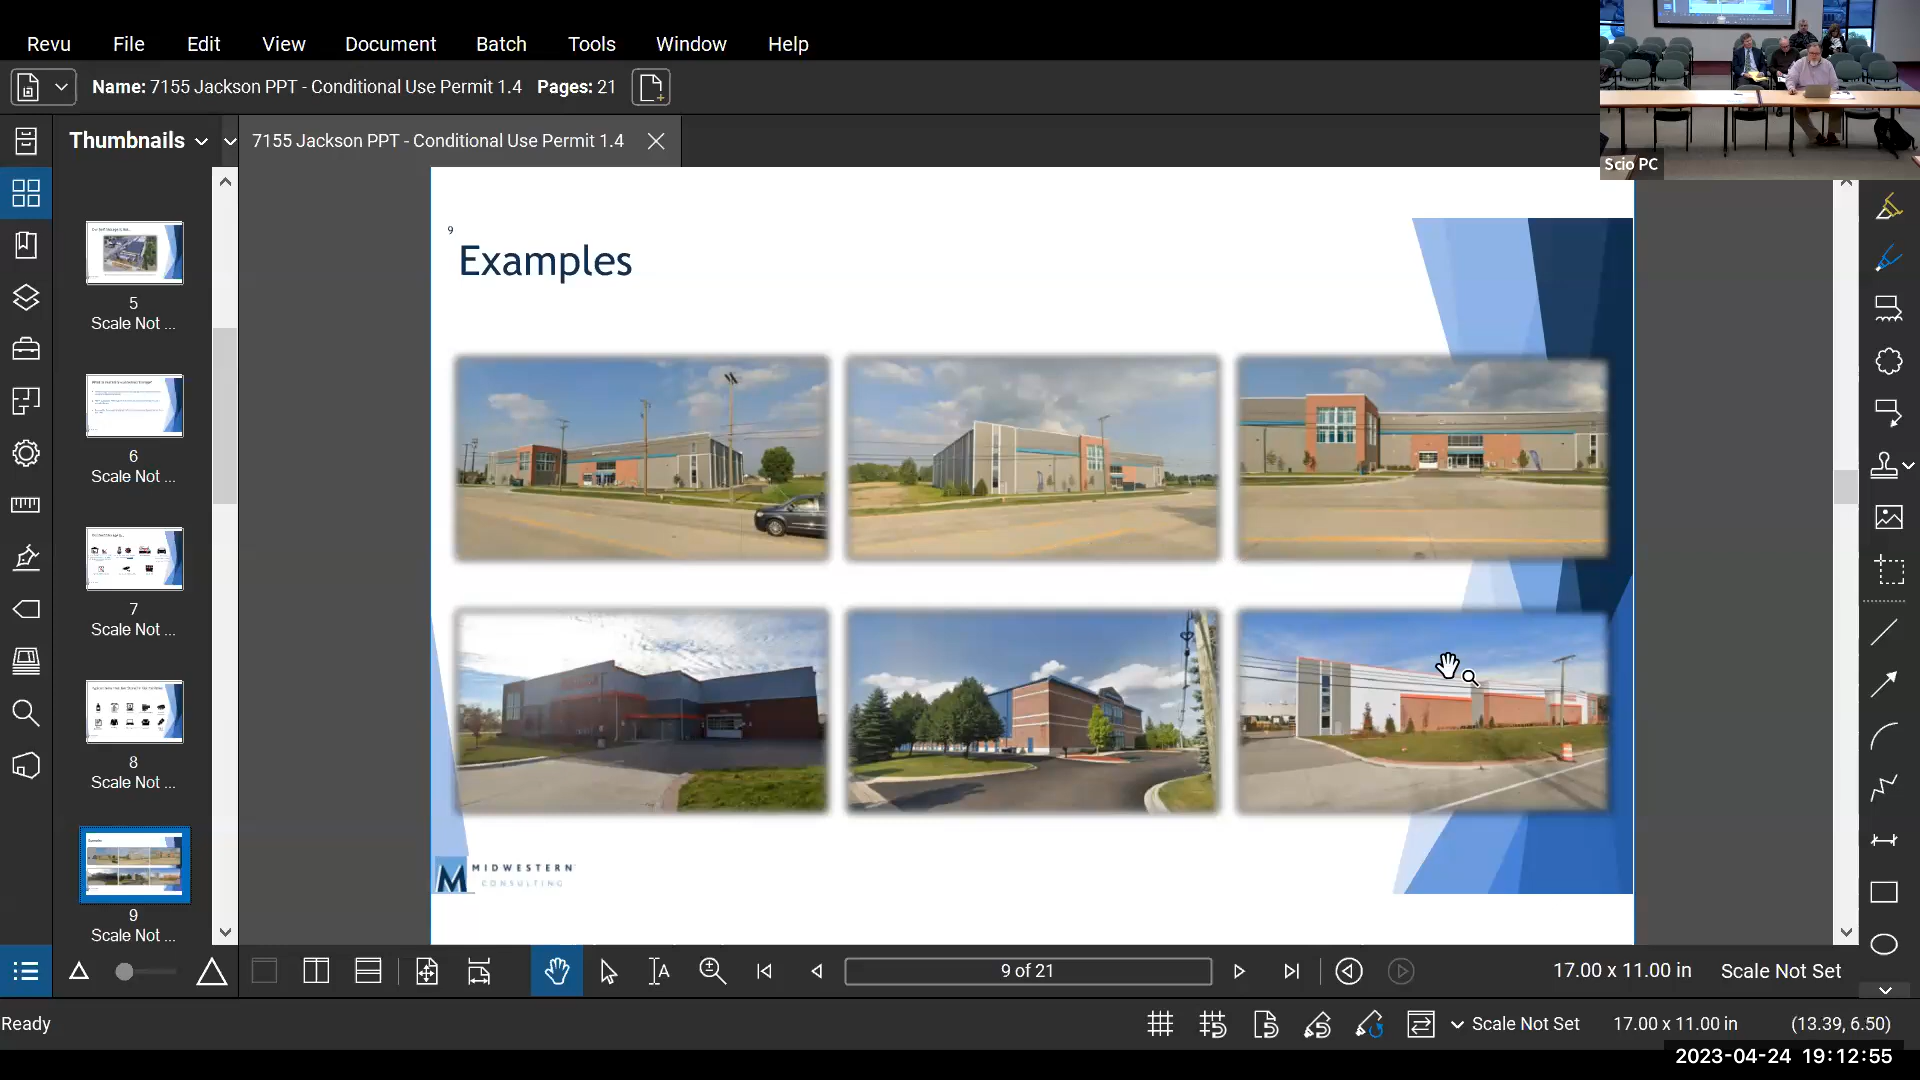 Revu File Edit View Document Batch Tools Window Help
Name: 7155 Jackson PPT - Conditional Use Permit 1.4 Pages: 21
Thumbnails
7155 Jackson PPT - Conditional Use Permit 1.4
Scio PC
5
Scale Not ...
6
Scale Not ...
7
Scale Not ...
8
Scale Not ...
9
Scale Not ...
9
Examples
MIDWESTERN
CONSULTING
9 of 21
17.00 x 11.00 in Scale Not Set
Ready
Scale Not Set 17.00 x 11.00 in (13.39, 6.50)
2023-04-24 19:12:55